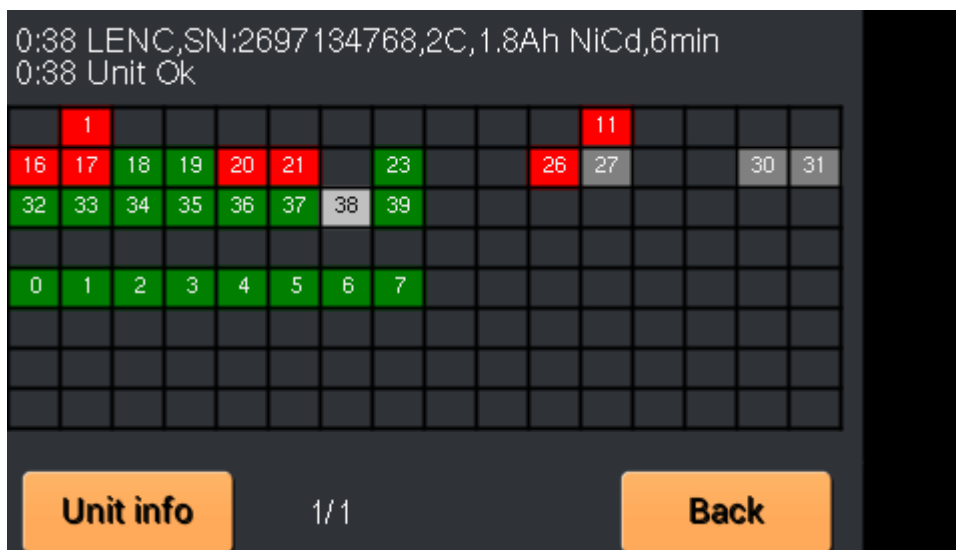 0:38 LENC,SN:2697134768,2C,1.8Ah NiCd,6min
0:38 Unit Ok
1 11
16 17 18 19 20 21 23 26 27 30 31
32 33 34 35 36 37 38 39
0 1 2 3 4 5 6 7
Unit info 1/1 Back